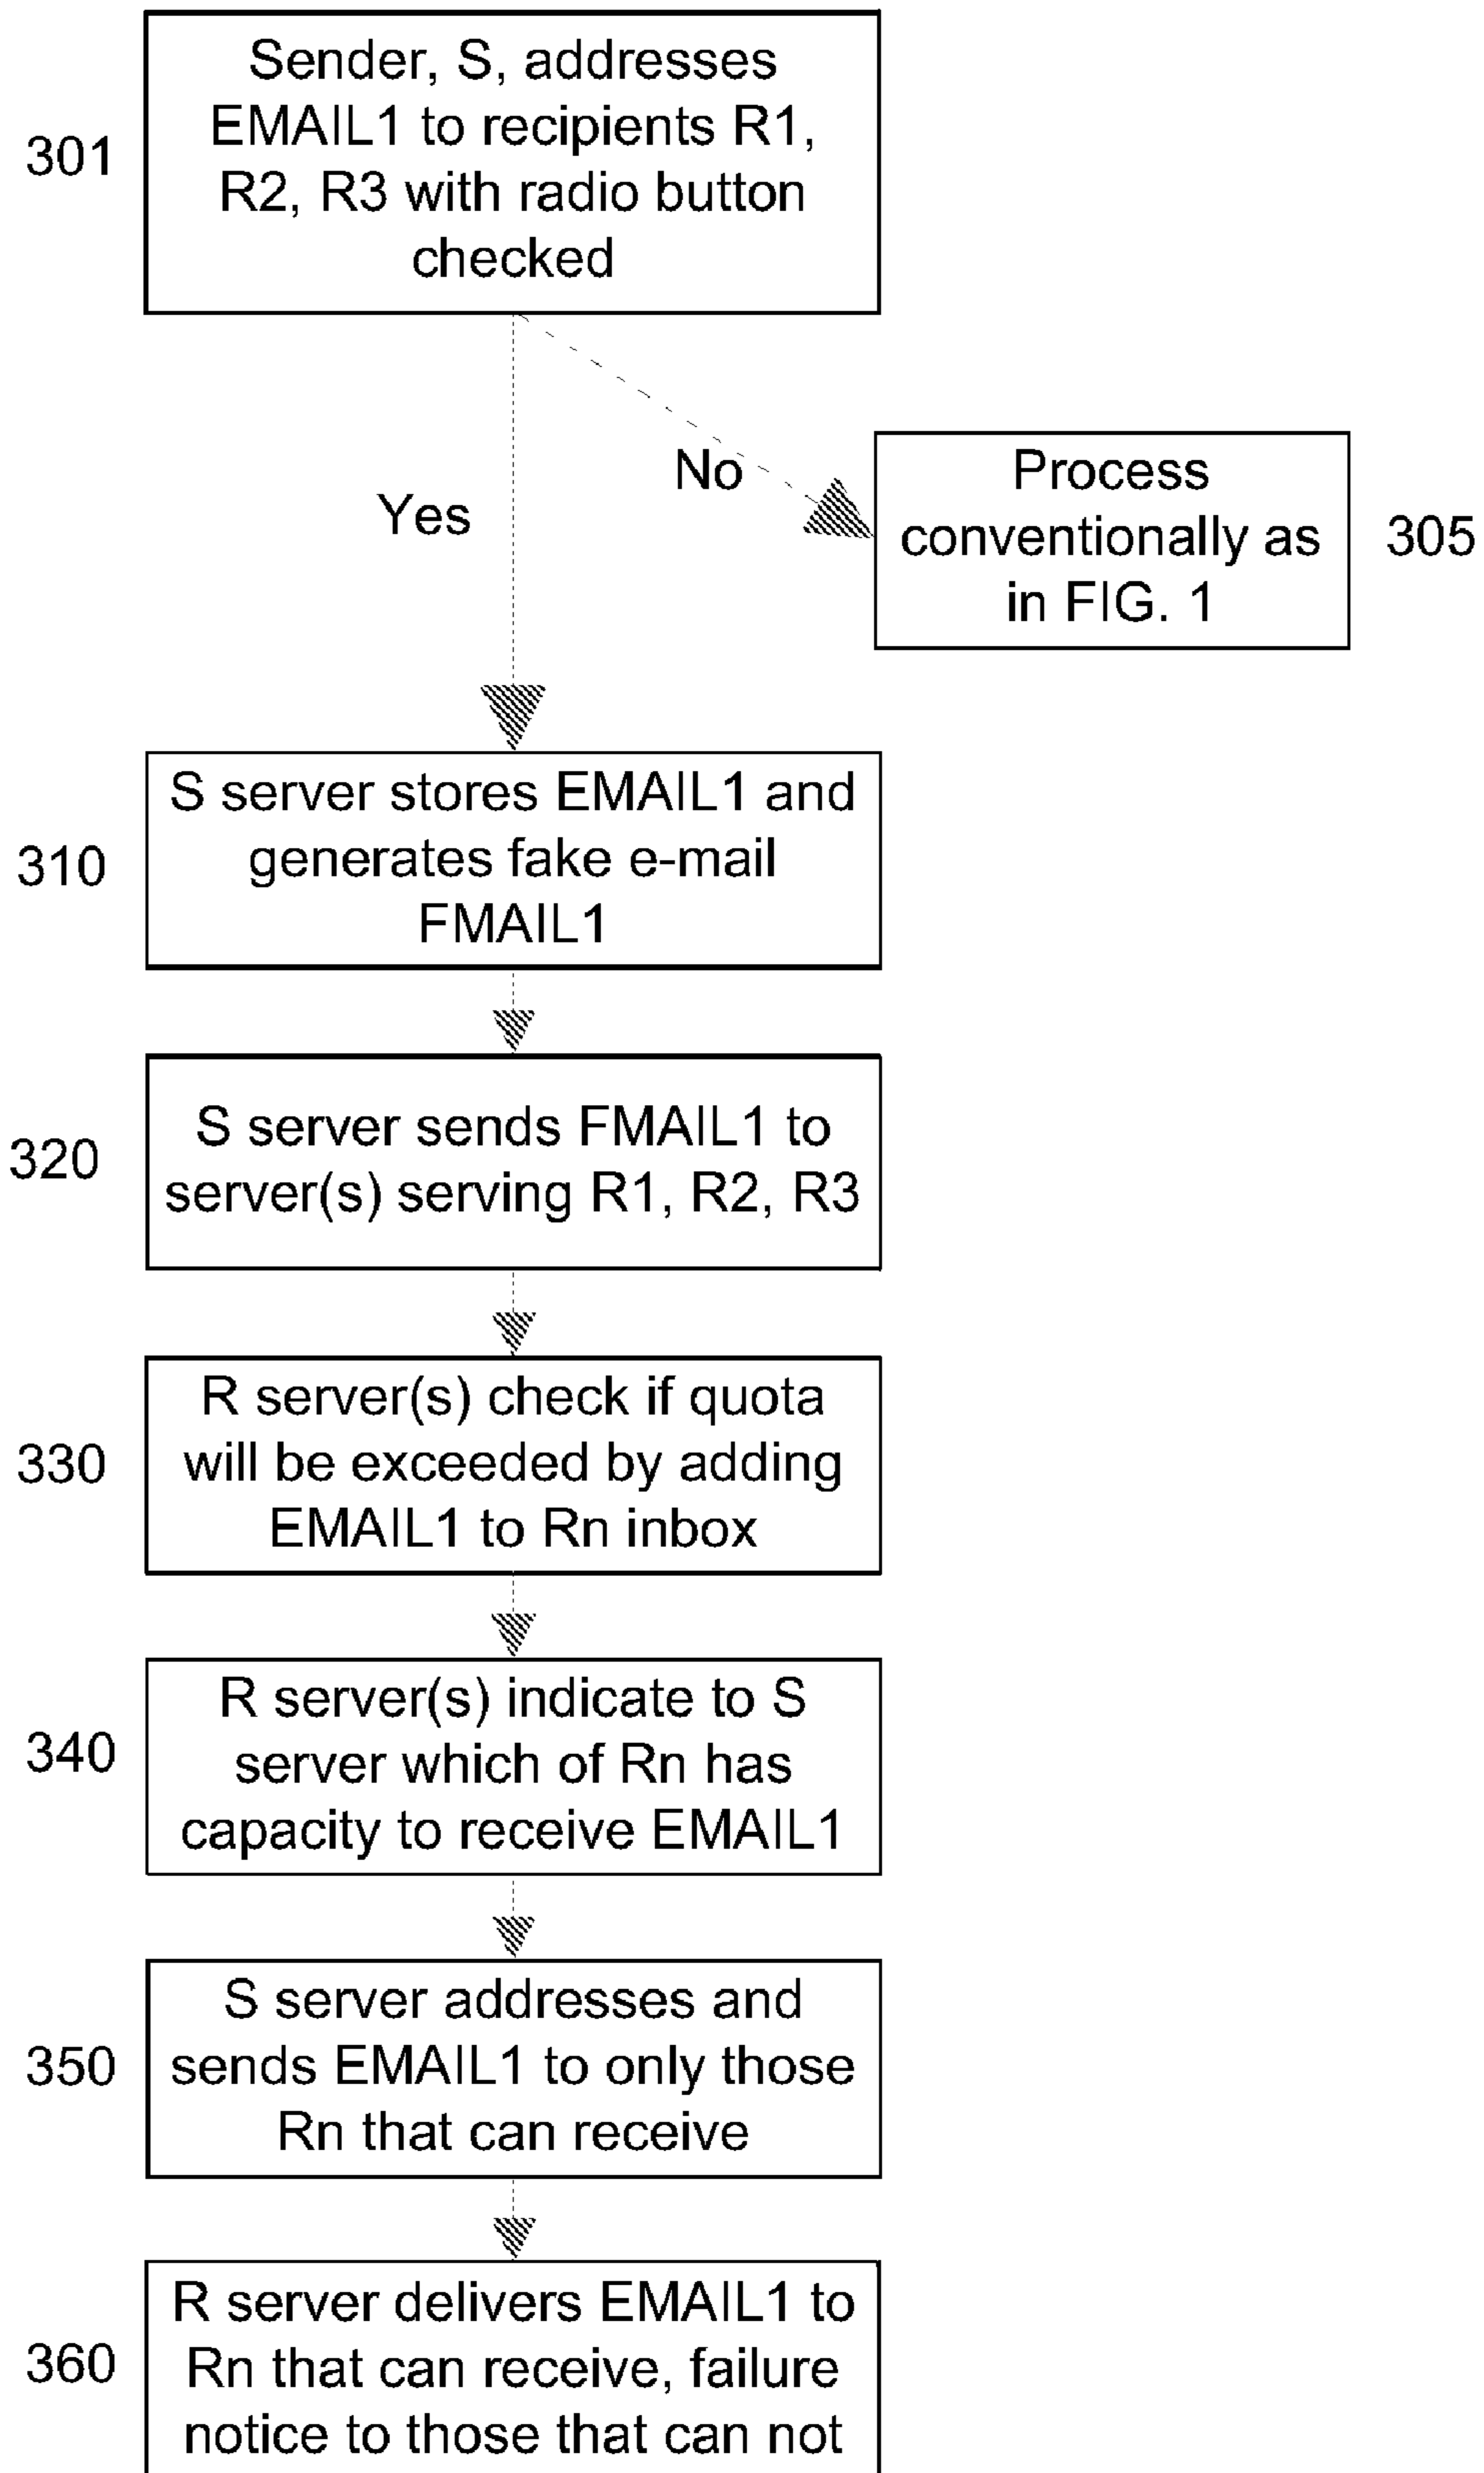 301
Sender, S, addresses
EMAIL1 to recipients R1,
R2, R3 with radio button
checked
Yes
No
Process
conventionally as
in FIG. 1
305
310
S server stores EMAIL1 and
generates fake e-mail
FMAIL1
320
S server sends FMAIL1 to
server(s) serving R1, R2, R3
330
R server(s) check if quota
will be exceeded by adding
EMAIL1 to Rn inbox
340
R server(s) indicate to S
server which of Rn has
capacity to receive EMAIL1
350
S server addresses and
sends EMAIL1 to only those
Rn that can receive
360
R server delivers EMAIL1 to
Rn that can receive, failure
notice to those that can not